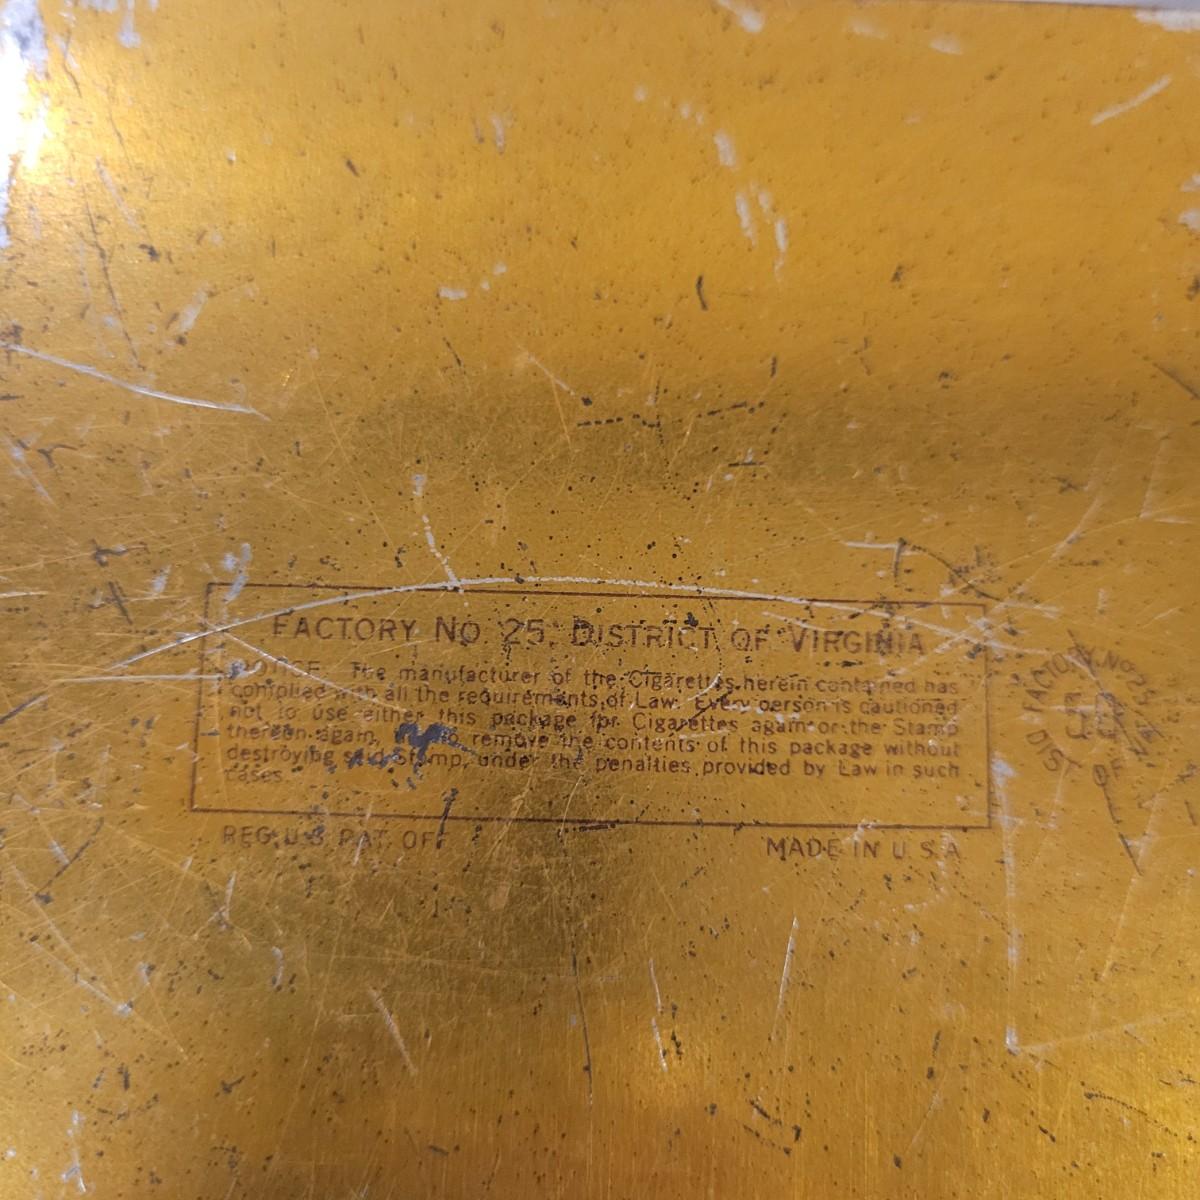 FACTORY No 25, DISTRICT OF VIRGINIA
NOTICE The manufacturer of the Cigarettes herein contained has
complied with all the requirements of Law. Every person is cautioned
not to use either this package for Cigarettes again or the Stamp
thereon again, to remove the contents of this package without
destroying said Stamp, under the penalties provided by Law in such
cases.
REG. U.S. PAT. OFF.
MADE IN U.S.A.
FACTORY No 25
DIST. OF VA.